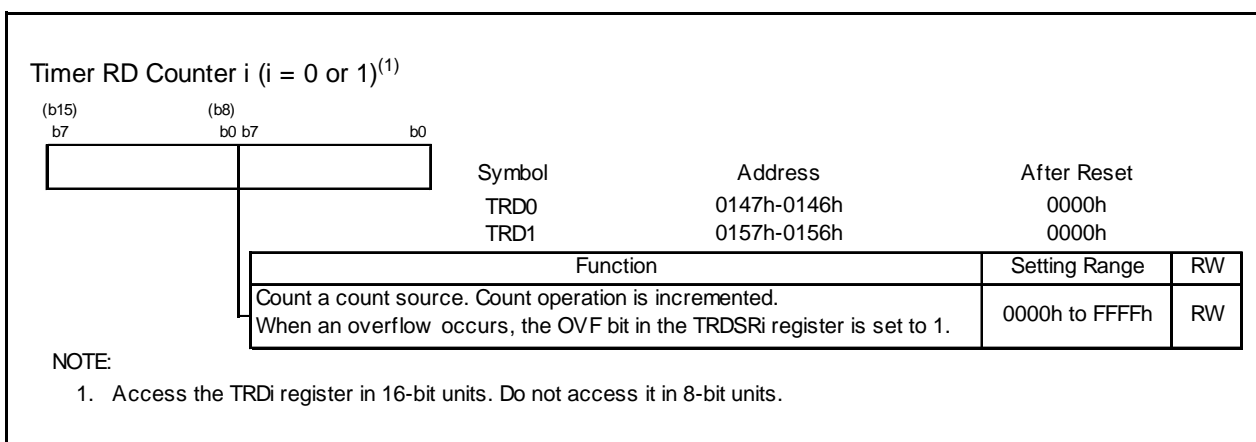 Timer RD Counter i (i = 0 or 1)(1)
(b15) (b8)
b7 b0 b7 b0
Symbol Address After Reset
TRD0 0147h-0146h 0000h
TRD1 0157h-0156h 0000h
Function Setting Range RW
Count a count source. Count operation is incremented.
When an overflow occurs, the OVF bit in the TRDSRi register is set to 1.
0000h to FFFFh RW
NOTE:
1. Access the TRDi register in 16-bit units. Do not access it in 8-bit units.